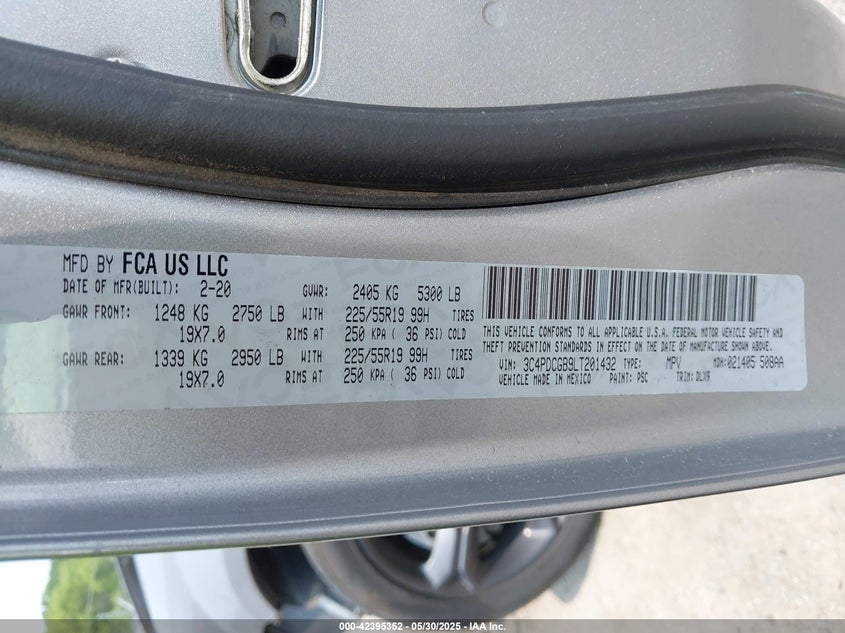 MFD BY FCA US LLC
DATE OF MFR(BUILT): 2-20 GVWR: 2405 KG 5300 LB
GAWR FRONT: 1248 KG 2750 LB WITH 225/55R19 99H TIRES
19X7.0 RIMS AT 250 KPA ( 36 PSI) COLD
GAWR REAR: 1339 KG 2950 LB WITH 225/55R19 99H TIRES
19X7.0 RIMS AT 250 KPA ( 36 PSI) COLD
THIS VEHICLE CONFORMS TO ALL APPLICABLE U.S.A. FEDERAL MOTOR VEHICLE SAFETY AND
THEFT PREVENTION STANDARDS IN EFFECT ON THE DATE OF MANUFACTURE SHOWN ABOVE.
VIN: 3C4PDCGB9LT201432 TYPE: MPV MDH: 021405 508AA
VEHICLE MADE IN MEXICO PAINT: PSC TRIM: DLX9
000-42395352 - 05/30/2025 - IAA Inc.